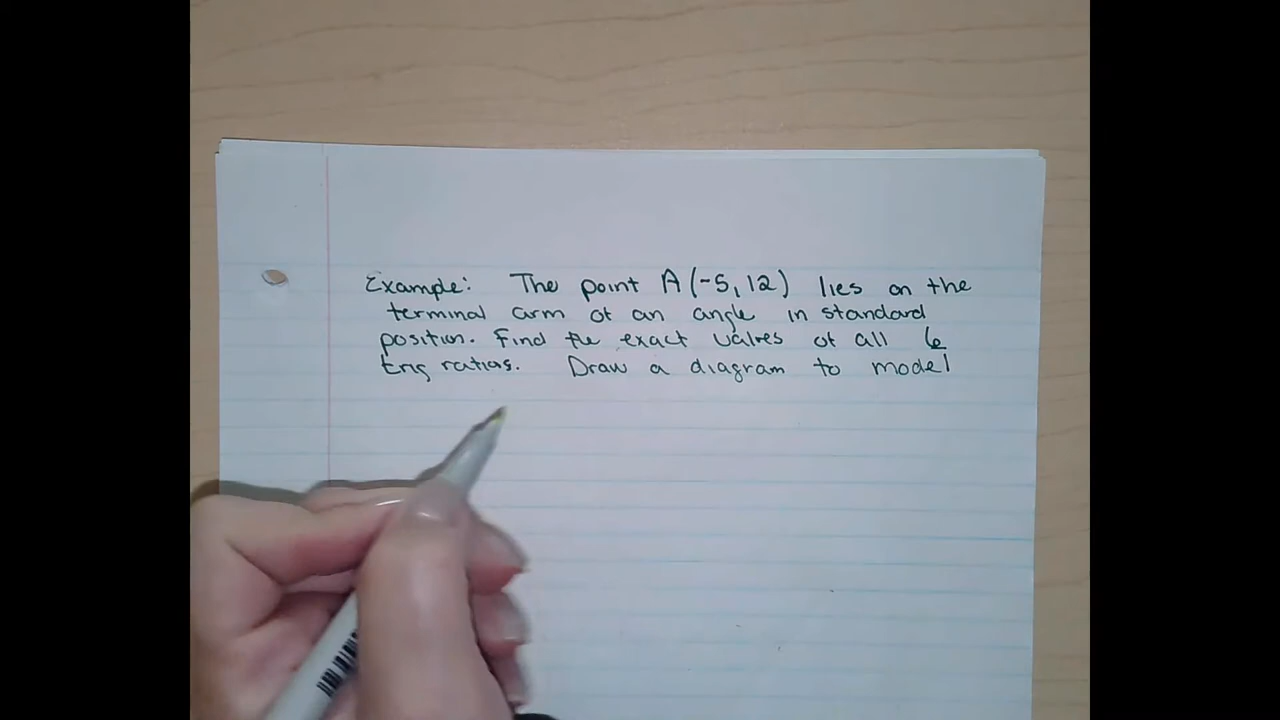 Example: The point A(-5, 12) lies on the
terminal arm of an angle in standard
position. Find the exact values of all 6
trig ratios. Draw a diagram to model